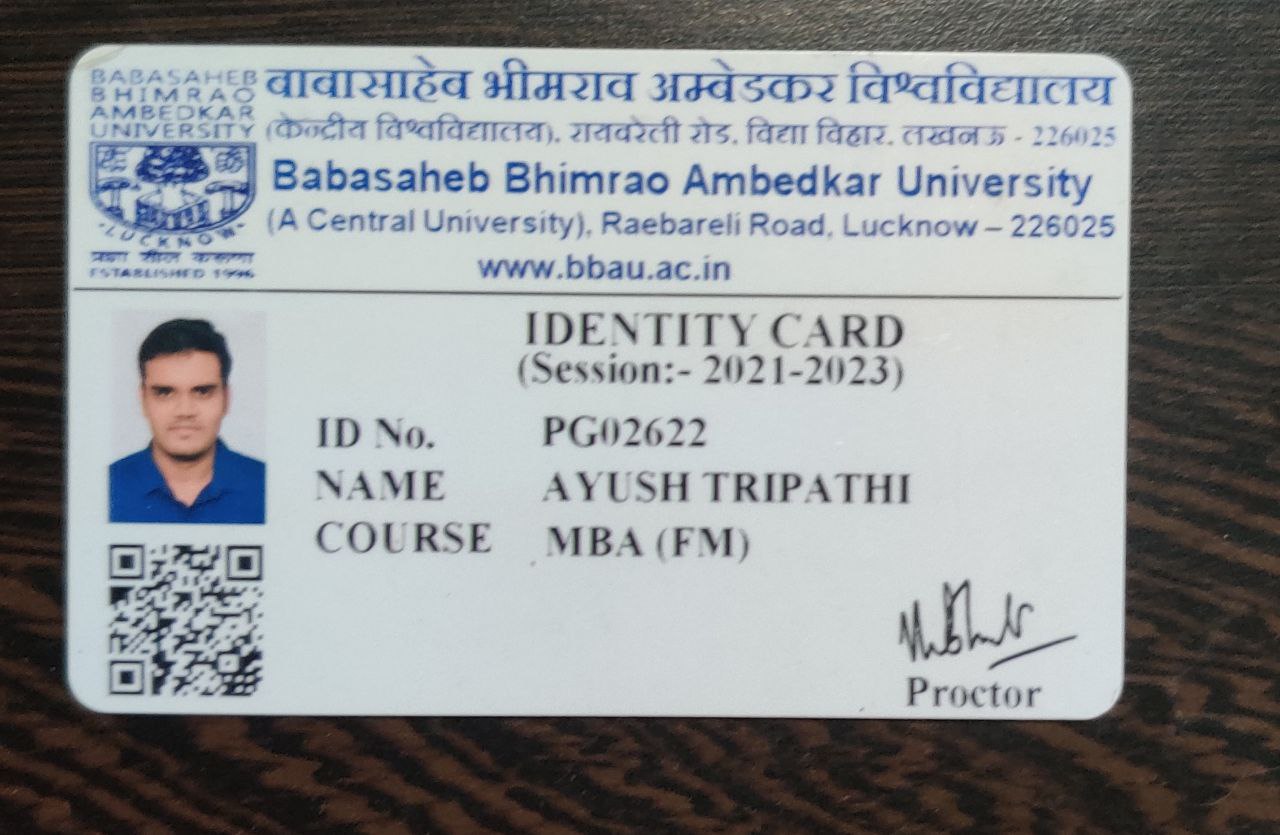 BABASAHEB
BHIMRAO
AMBEDKAR
UNIVERSITY
LUCKNOW
प्रज्ञा शील करूणा
ESTABLISHED 1996
बाबासाहेब भीमराव अम्बेडकर विश्वविद्यालय
(केन्द्रीय विश्वविद्यालय), रायबरेली रोड, विद्या विहार, लखनऊ - 226025
Babasaheb Bhimrao Ambedkar University
(A Central University), Raebareli Road, Lucknow – 226025
www.bbau.ac.in
IDENTITY CARD
(Session:- 2021-2023)
ID No. PG02622
NAME AYUSH TRIPATHI
COURSE MBA (FM)
Proctor